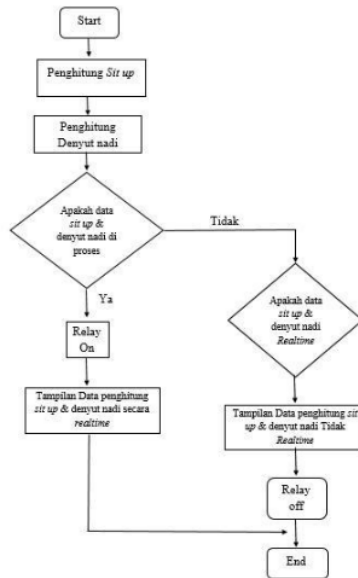 Start
Penghitung Sit up
Penghitung
Denyut nadi
Apakah data
sit up &
denyut nadi di
proses
Tidak
Ya
Apakah data
sit up &
denyut nadi
Realtime
Relay
On
Tampilan Data penghitung
sit up & denyut nadi secara
realtime
Tampilan Data penghitung sit
up & denyut nadi Tidak
Realtime
Relay
off
End